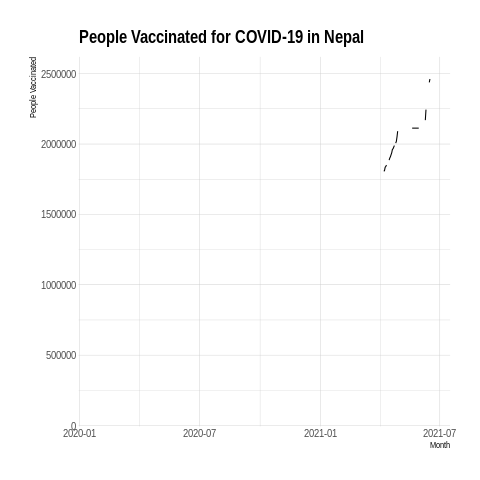 People Vaccinated for COVID-19 in Nepal
People Vaccinated
2500000
2000000
1500000
1000000
500000
0
2020-01 2020-07 2021-01 2021-07
Month